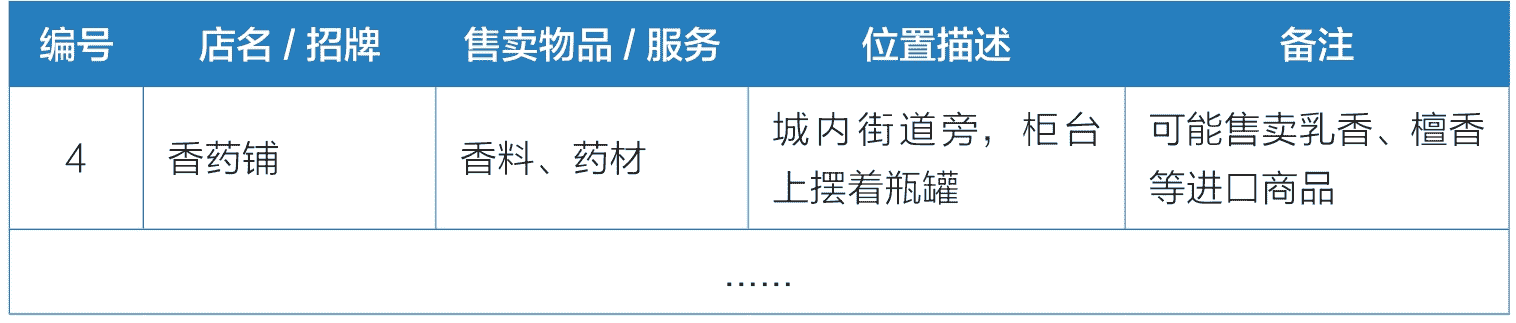 编号 店名 / 招牌 售卖物品 / 服务 位置描述 备注
4 香药铺 香料、药材 城内街道旁，柜台上摆着瓶罐 可能售卖乳香、檀香等进口商品
……